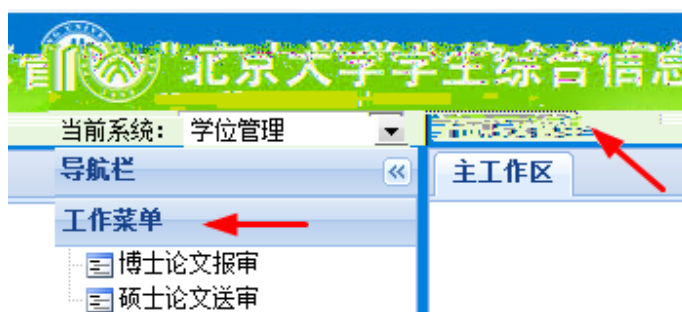 北京大学学生综合信息
当前系统: 学位管理
导航栏
主工作区
工作菜单
博士论文报审
硕士论文送审